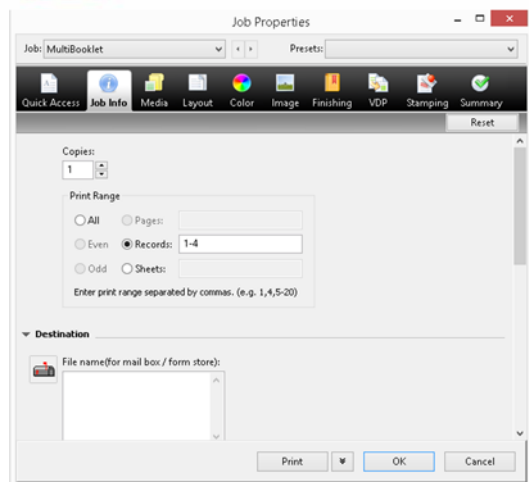 Job Properties
Job: MultiBooklet Presets:
Quick Access Job Info Media Layout Color Image Finishing VDP Stamping Summary
Reset
Copies:
1
Print Range
All Pages:
Even Records: 1-4
Odd Sheets:
Enter print range separated by commas. (e.g. 1,4,5-20)
Destination
File name(for mail box / form store):
Print OK Cancel